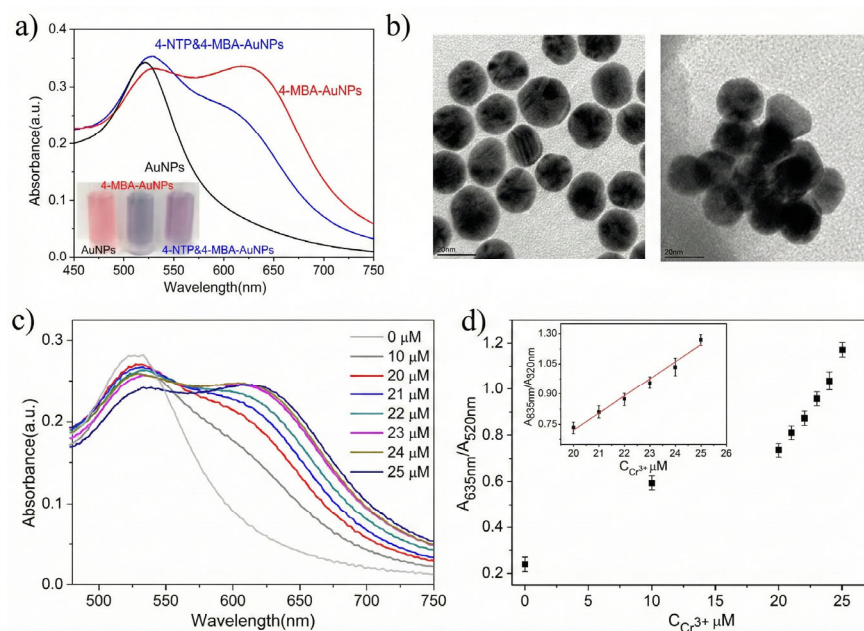 a)
4-NTP&4-MBA-AuNPs
4-MBA-AuNPs
AuNPs
4-MBA-AuNPs
AuNPs
4-NTP&4-MBA-AuNPs
Absorbance(a.u.)
0.4
0.3
0.2
0.1
0.0
450 500 550 600 650 700 750
Wavelength(nm)
b)
20nm
20nm
c)
0 μM
10 μM
20 μM
21 μM
22 μM
23 μM
24 μM
25 μM
Absorbance(a.u.)
0.3
0.2
0.1
0.0
500 550 600 650 700 750
Wavelength(nm)
d)
A635nm/A520nm
1.2
1.0
0.8
0.6
0.4
0.2
0 5 10 15 20 25
CCr3+ μM
A635nm/A320nm
1.30
1.20
1.05
0.90
0.75
20 21 22 23 24 25 26
CCr3+ μM